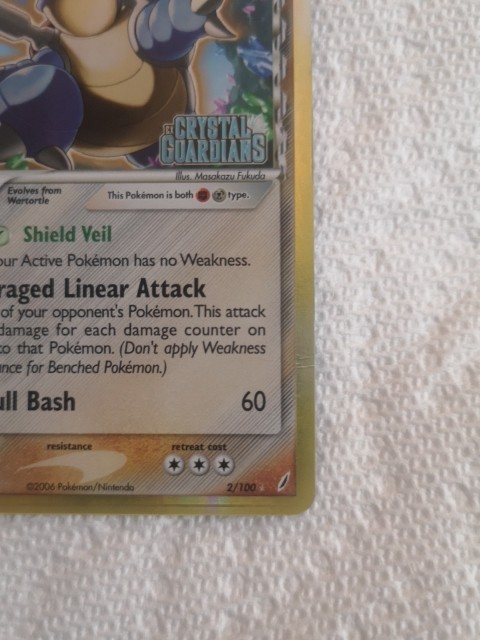 EX
CRYSTAL
GUARDIANS
Illus. Masakazu Fukuda
Evolves from
Wartortle
This Pokémon is both type.
Shield Veil
our Active Pokémon has no Weakness.
raged Linear Attack
of your opponent's Pokémon. This attack
damage for each damage counter on
to that Pokémon. (Don't apply Weakness
ance for Benched Pokémon.)
ull Bash 60
resistance retreat cost
©2006 Pokémon/Nintendo 2/100